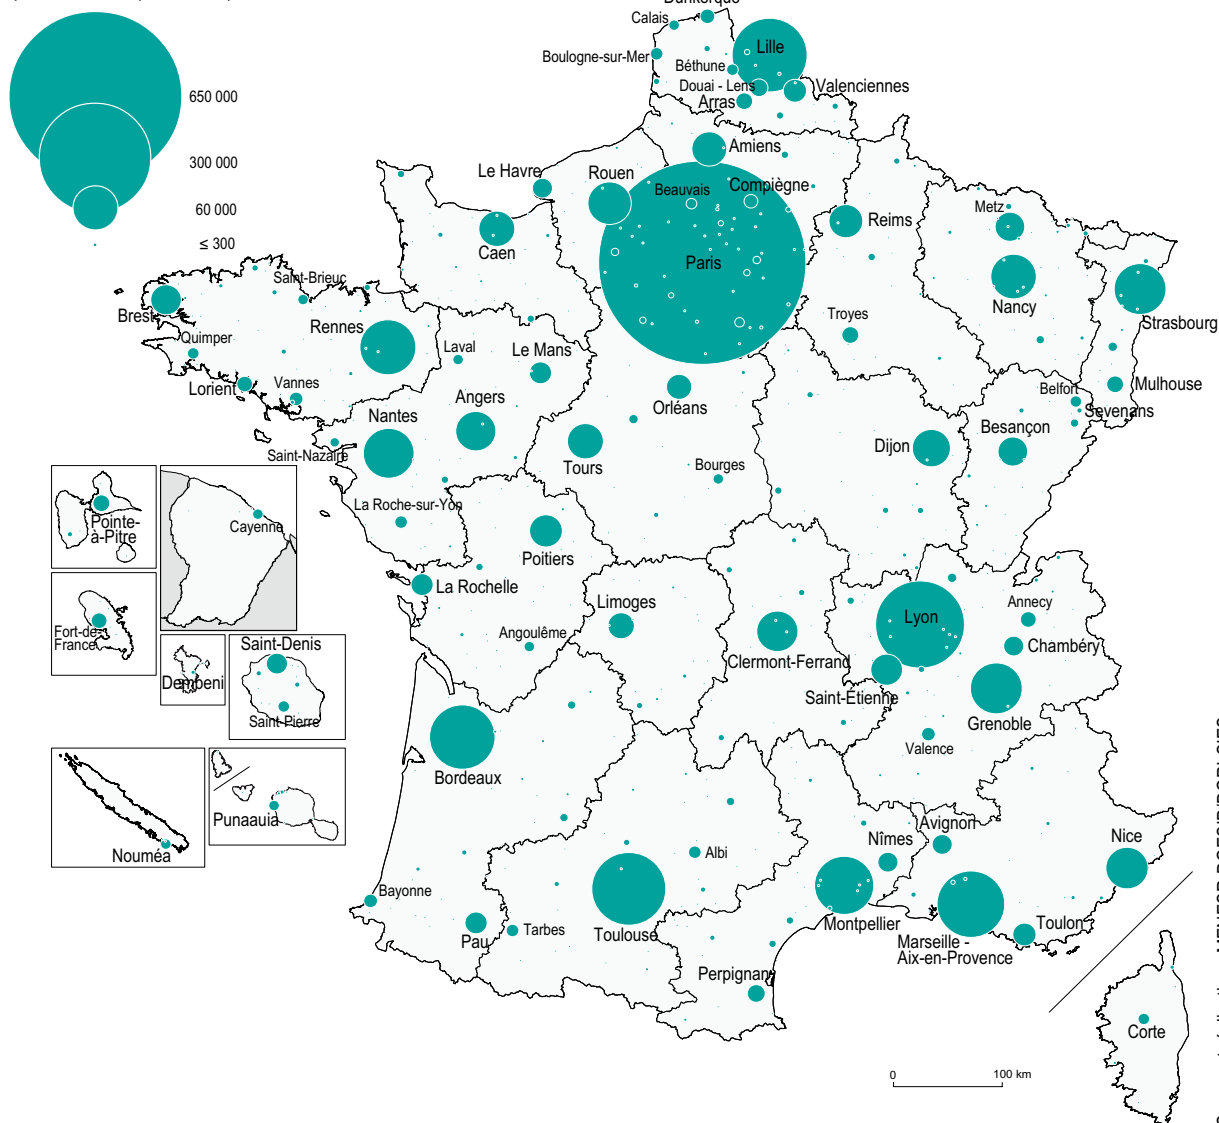 Dunkerque
Calais
Lille
Boulogne-sur-Mer
Béthune
Douai - Lens
Valenciennes
Arras
650 000
300 000
60 000
≤ 300
Amiens
Le Havre
Rouen
Beauvais
Compiègne
Metz
Reims
Caen
Paris
Saint-Brieuc
Nancy
Brest
Rennes
Troyes
Strasbourg
Quimper
Laval
Le Mans
Lorient
Vannes
Belfort
Mulhouse
Orléans
Angers
Sevenans
Nantes
Besançon
Dijon
Saint-Nazaire
Tours
Bourges
La Roche-sur-Yon
Pointe-
à-Pitre
Cayenne
Poitiers
La Rochelle
Limoges
Lyon
Annecy
Fort-de-
France
Angoulême
Chambéry
Saint-Denis
Clermont-Ferrand
Dembeni
Saint-Étienne
Saint-Pierre
Grenoble
Valence
Bordeaux
Punaauia
Nouméa
Avignon
Nîmes
Nice
Albi
Bayonne
Tarbes
Pau
Toulouse
Montpellier
Toulon
Marseille -
Aix-en-Provence
Perpignan
Corte
0
100 km